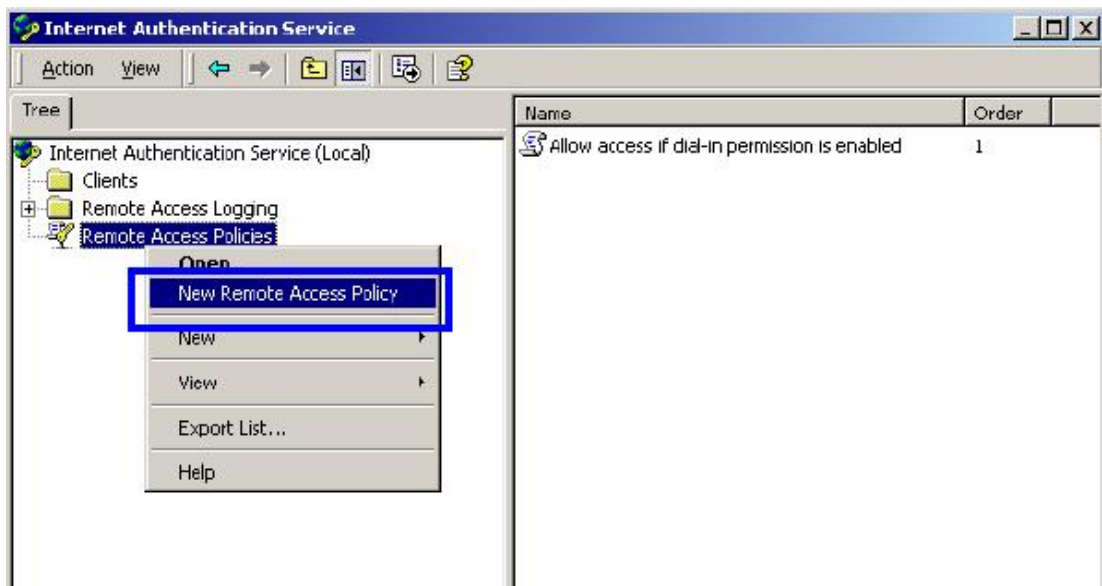 Internet Authentication Service
Action View
Tree
Name Order
Internet Authentication Service (Local)
Allow access if dial-in permission is enabled 1
Clients
Remote Access Logging
Remote Access Policies
Open
New Remote Access Policy
New
View
Export List...
Help